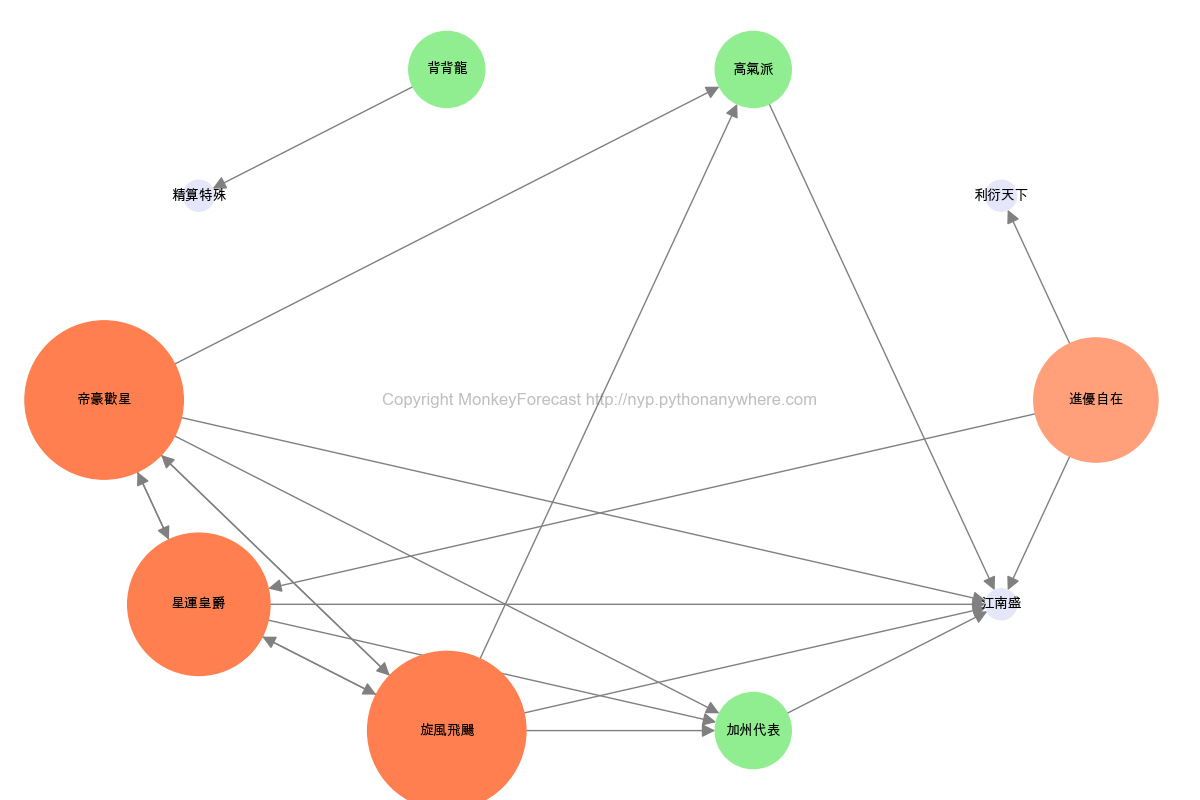 背背龍
高氣派
精算特殊
利衍天下
帝豪歡星
Copyright MonkeyForecast http://nyp.pythonanywhere.com
進優自在
星運皇爵
江南盛
旋風飛颺
加州代表